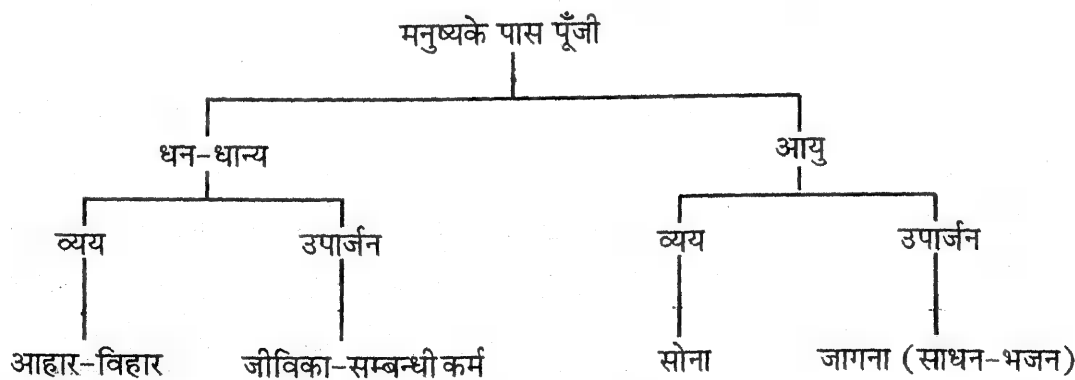 मनुष्यके पास पूँजी
धन-धान्य आयु
व्यय उपार्जन व्यय उपार्जन
आहार-विहार जीविका-सम्बन्धी कर्म सोना जागना (साधन-भजन)